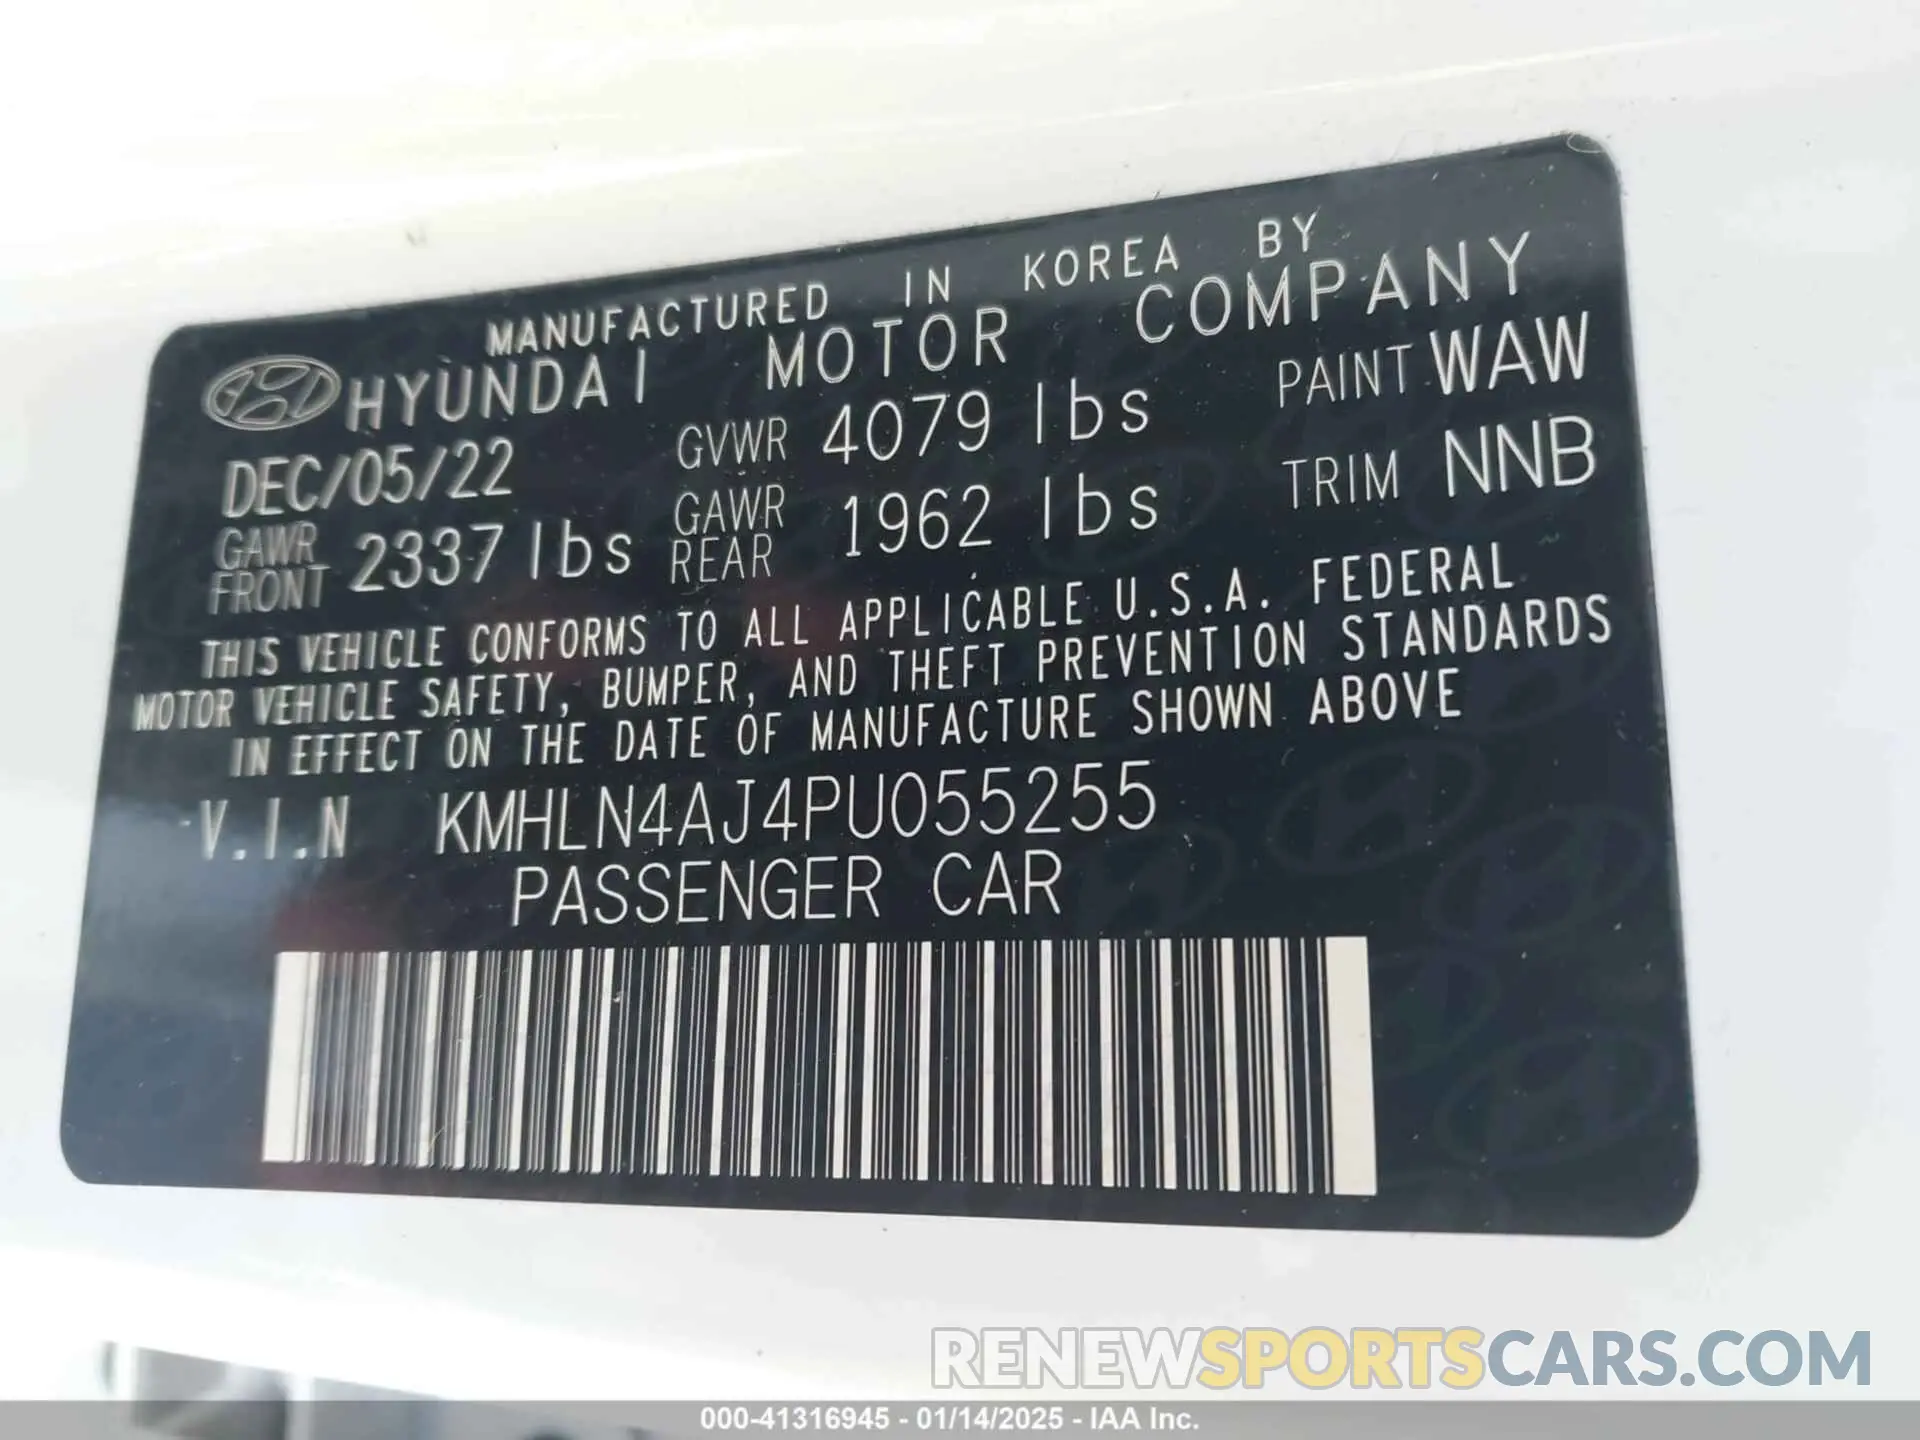 MANUFACTURED IN KOREA BY
HYUNDAI MOTOR COMPANY
DEC/05/22 GVWR 4079 lbs PAINT WAW
GAWR FRONT 2337 lbs GAWR REAR 1962 lbs TRIM NNB
THIS VEHICLE CONFORMS TO ALL APPLICABLE U.S.A. FEDERAL
MOTOR VEHICLE SAFETY, BUMPER, AND THEFT PREVENTION STANDARDS
IN EFFECT ON THE DATE OF MANUFACTURE SHOWN ABOVE
V.I.N KMHLN4AJ4PU055255
PASSENGER CAR
RENEWSPORTSCARS.COM
000-41316945 - 01/14/2025 - IAA Inc.